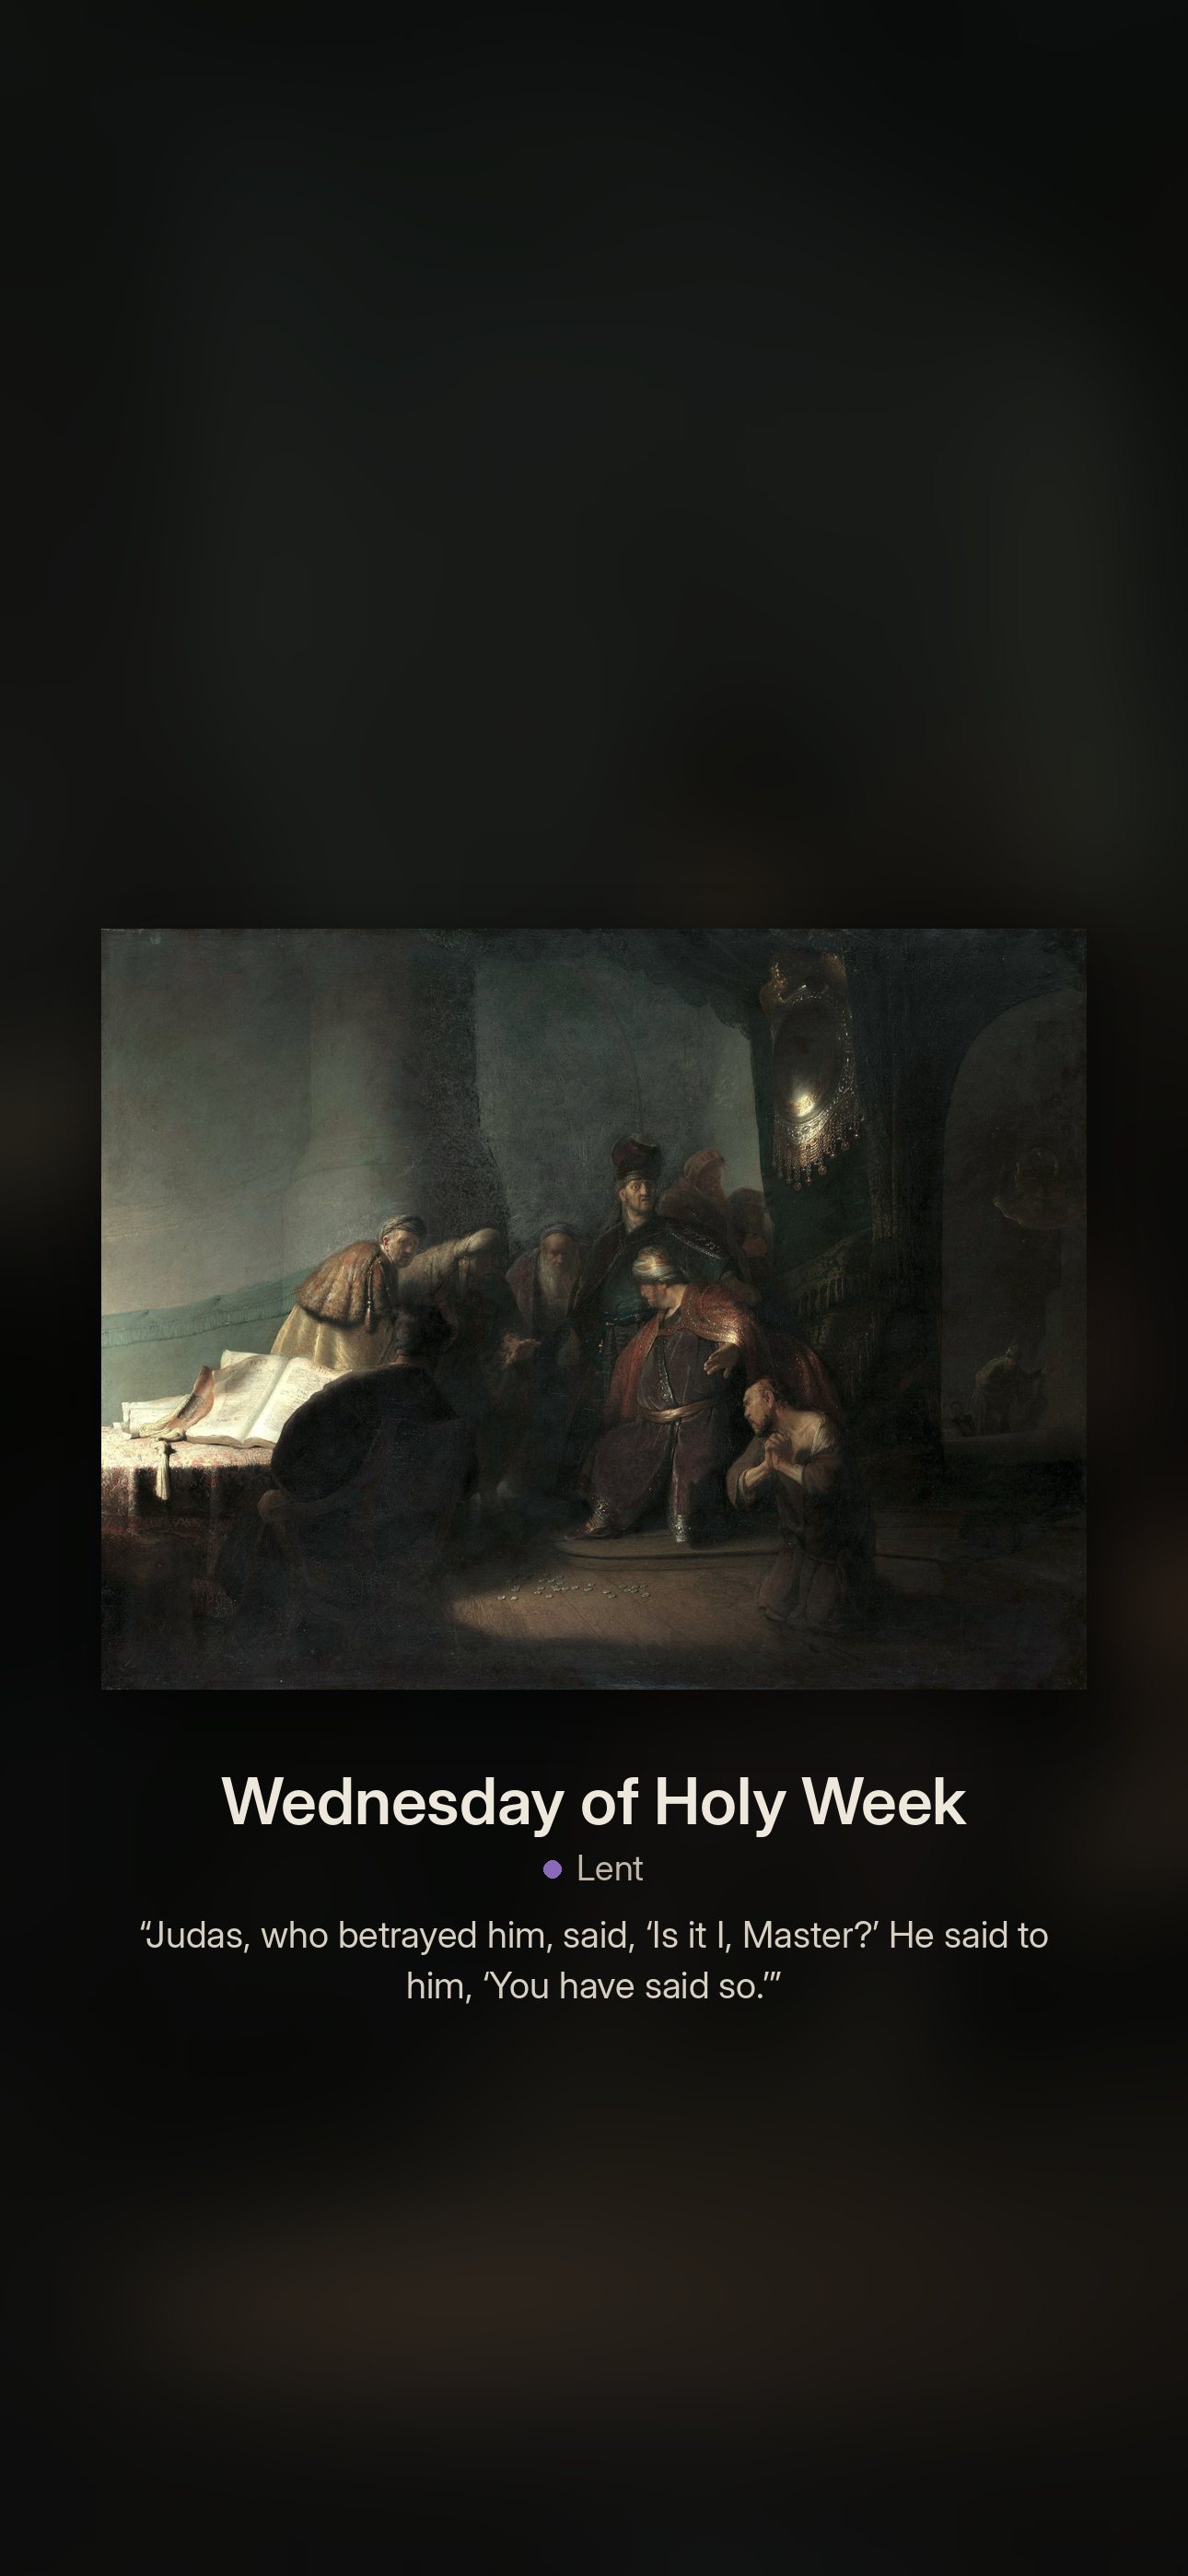 Wednesday of Holy Week
Lent
“Judas, who betrayed him, said, ‘Is it I, Master?’ He said to
him, ‘You have said so.’”